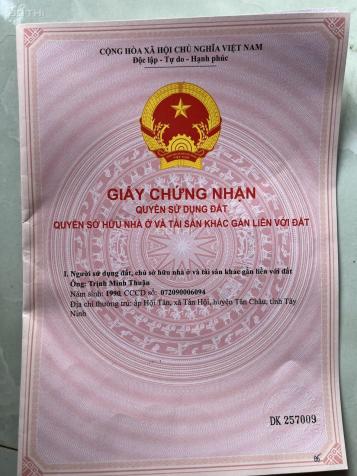 CỘNG HÒA XÃ HỘI CHỦ NGHĨA VIỆT NAM
Độc lập - Tự do - Hạnh phúc
GIẤY CHỨNG NHẬN
QUYỀN SỬ DỤNG ĐẤT
QUYỀN SỞ HỮU NHÀ Ở VÀ TÀI SẢN KHÁC GẮN LIỀN VỚI ĐẤT
I. Người sử dụng đất, chủ sở hữu nhà ở và tài sản khác gắn liền với đất
Ông: Trịnh Minh Thuận
Năm sinh: 1990, CCCD số: 072090006094
Địa chỉ thường trú: ấp Hội Tân, xã Tân Hội, huyện Tân Châu, tỉnh Tây
Ninh
DK 257009